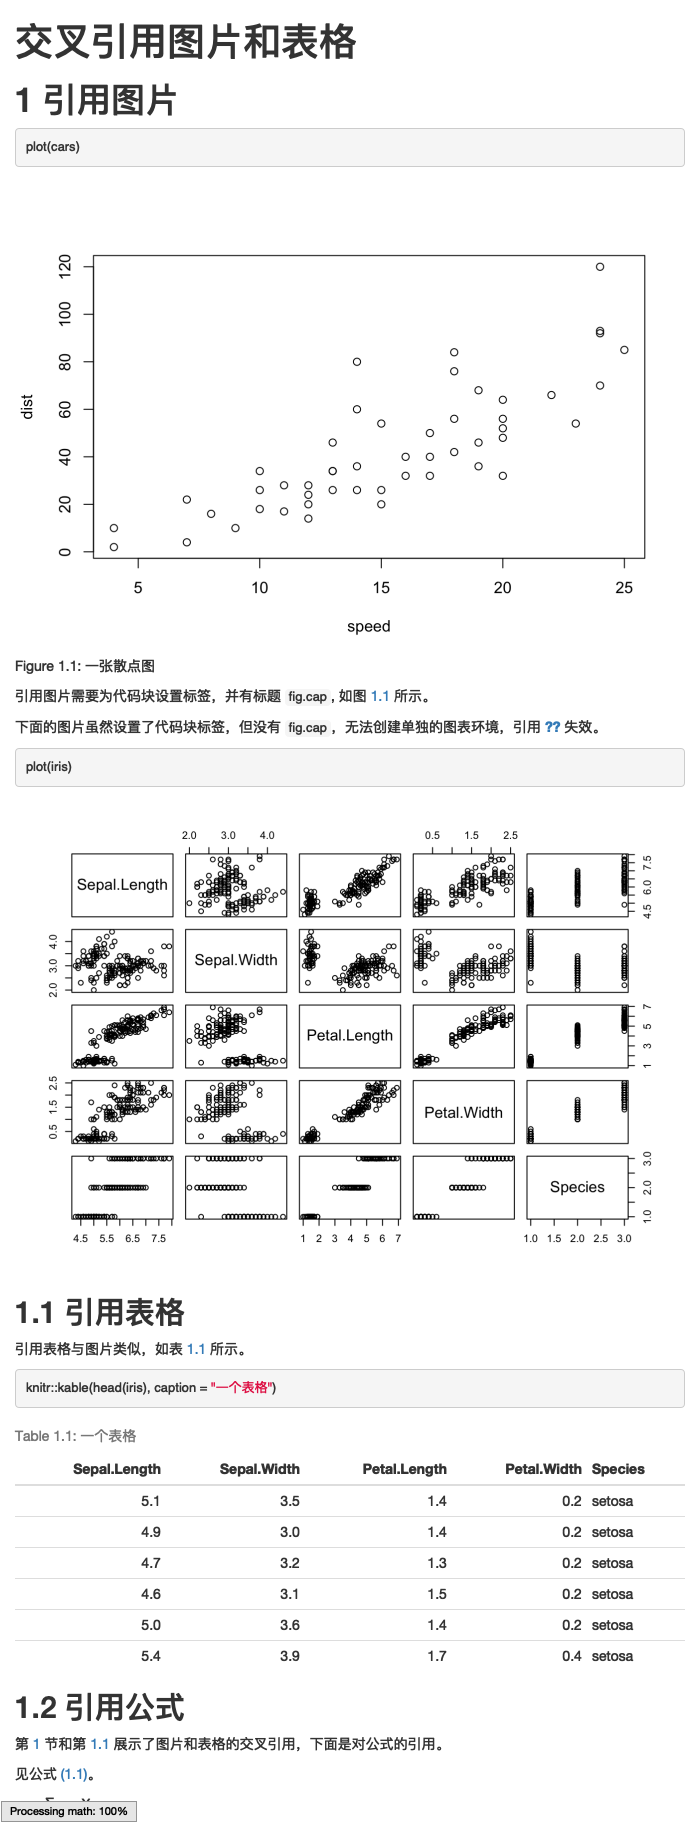 交叉引用图片和表格
1 引用图片
plot(cars)
120
100
80
60
40
20
0
dist
5 10 15 20 25
speed
Figure 1.1: 一张散点图
引用图片需要为代码块设置标签，并有标题 fig.cap , 如图 1.1 所示。
下面的图片虽然设置了代码块标签，但没有 fig.cap ，无法创建单独的图表环境，引用 ?? 失效。
plot(iris)
2.0 3.0 4.0 0.5 1.5 2.5
Sepal.Length
4.5 6.0 7.5
2.0 3.0 4.0
Sepal.Width
Petal.Length
1 3 5 7
0.5 1.5 2.5
Petal.Width
Species
1.0 2.0 3.0
4.5 5.5 6.5 7.5 1 2 3 4 5 6 7 1.0 1.5 2.0 2.5 3.0
1.1 引用表格
引用表格与图片类似，如表 1.1 所示。
knitr::kable(head(iris), caption = "一个表格")
Table 1.1: 一个表格
Sepal.Length Sepal.Width Petal.Length Petal.Width Species
5.1 3.5 1.4 0.2 setosa
4.9 3.0 1.4 0.2 setosa
4.7 3.2 1.3 0.2 setosa
4.6 3.1 1.5 0.2 setosa
5.0 3.6 1.4 0.2 setosa
5.4 3.9 1.7 0.4 setosa
1.2 引用公式
第 1 节和第 1.1 展示了图片和表格的交叉引用，下面是对公式的引用。
见公式 (1.1)。
Processing math: 100%